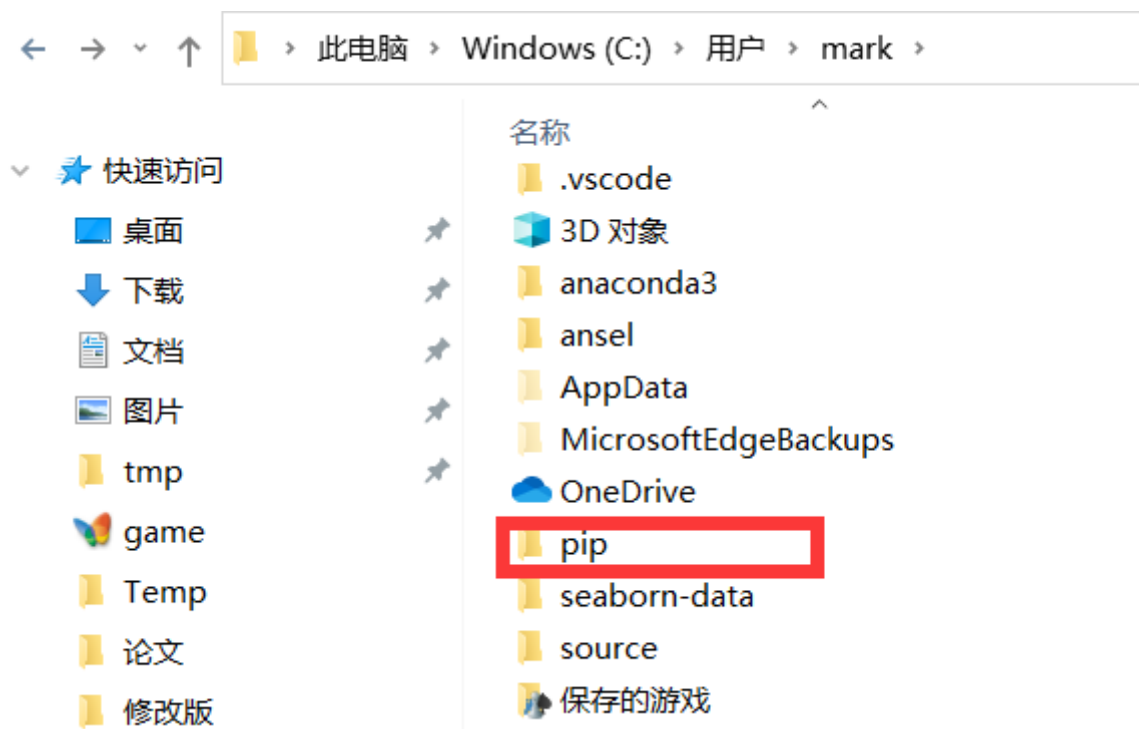 此电脑 › Windows (C:) › 用户 › mark ›
快速访问
桌面
下载
文档
图片
tmp
game
Temp
论文
修改版
名称
.vscode
3D 对象
anaconda3
ansel
AppData
MicrosoftEdgeBackups
OneDrive
pip
seaborn-data
source
保存的游戏